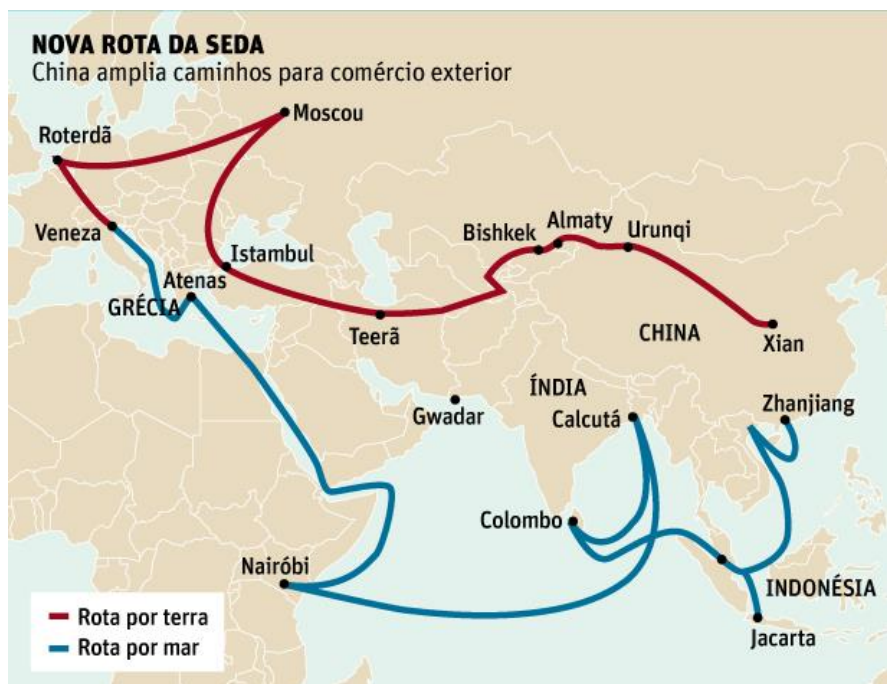 NOVA ROTA DA SEDA
China amplia caminhos para comércio exterior
Moscou
Roterdã
Veneza
Istambul
Atenas
GRÉCIA
Teerã
Bishkek
Almaty
Urunqi
CHINA
Xian
Gwadar
ÍNDIA
Calcutá
Zhanjiang
Colombo
Nairóbi
INDONÉSIA
Jacarta
Rota por terra
Rota por mar